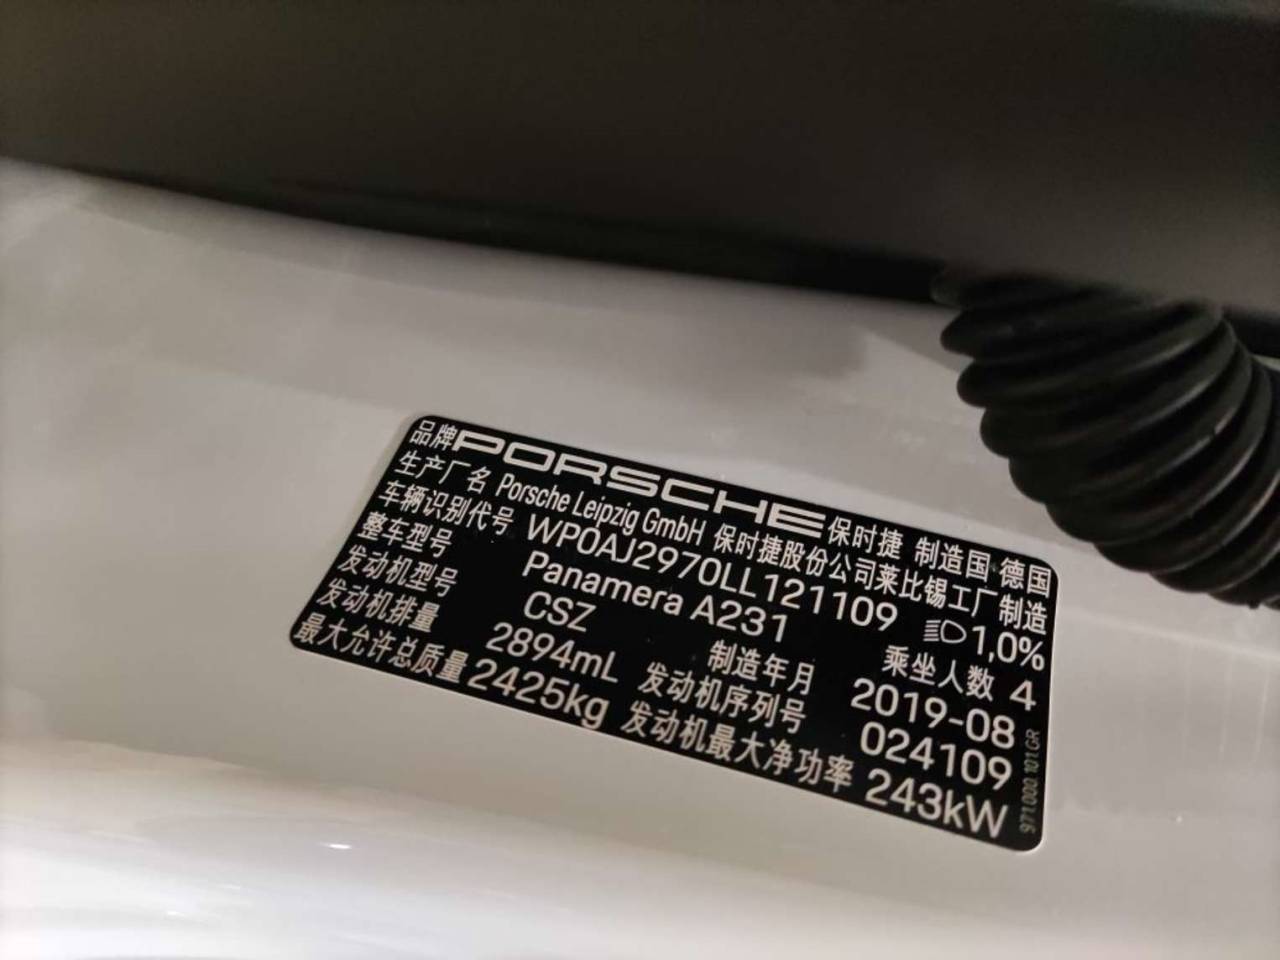 品牌 PORSCHE 保时捷 制造国 德国
生产厂名 Porsche Leipzig GmbH 保时捷股份公司莱比锡工厂制造
车辆识别代号 WP0AJ2970LL121109 1,0%
整车型号 Panamera A231 乘坐人数 4
发动机型号 CSZ 制造年月 2019-08
发动机排量 2894mL 发动机序列号 024109
最大允许总质量 2425kg 发动机最大净功率 243kW
971.000.101.GR